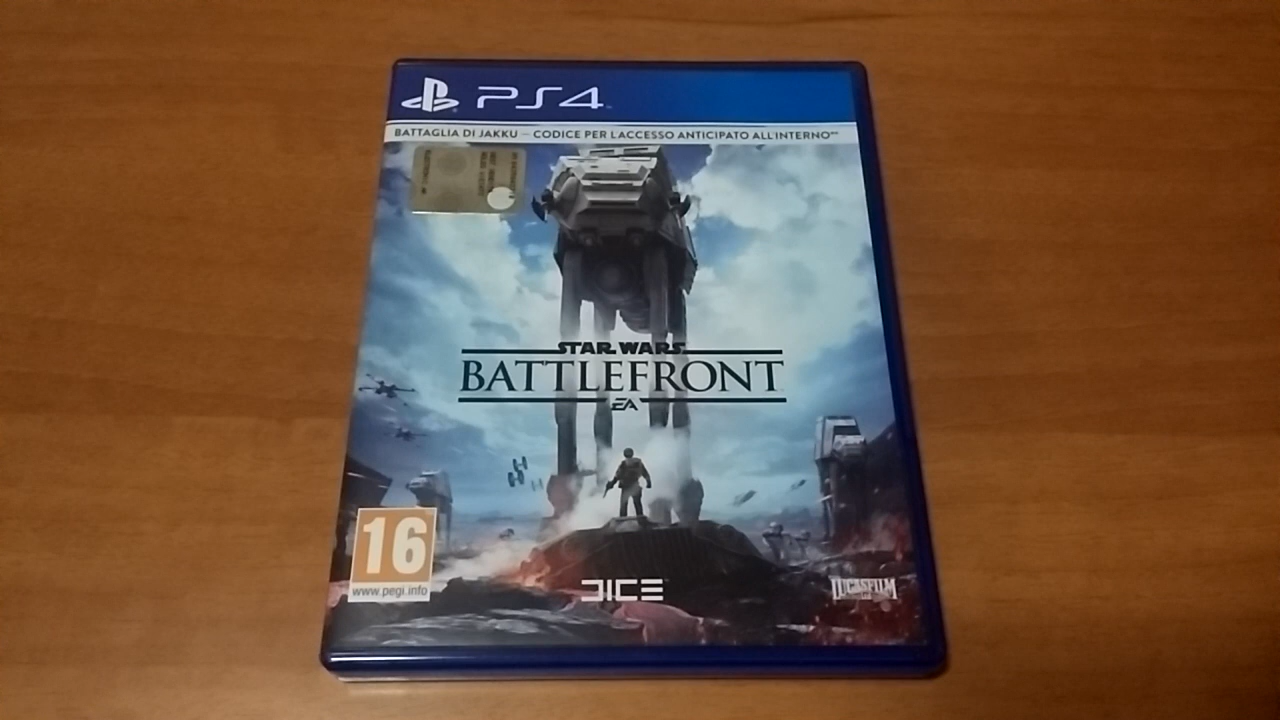 PS4
BATTAGLIA DI JAKKU – CODICE PER L'ACCESSO ANTICIPATO ALL'INTERNO
STAR WARS
BATTLEFRONT
EA
16
www.pegi.info
DICE
LUCASFILM